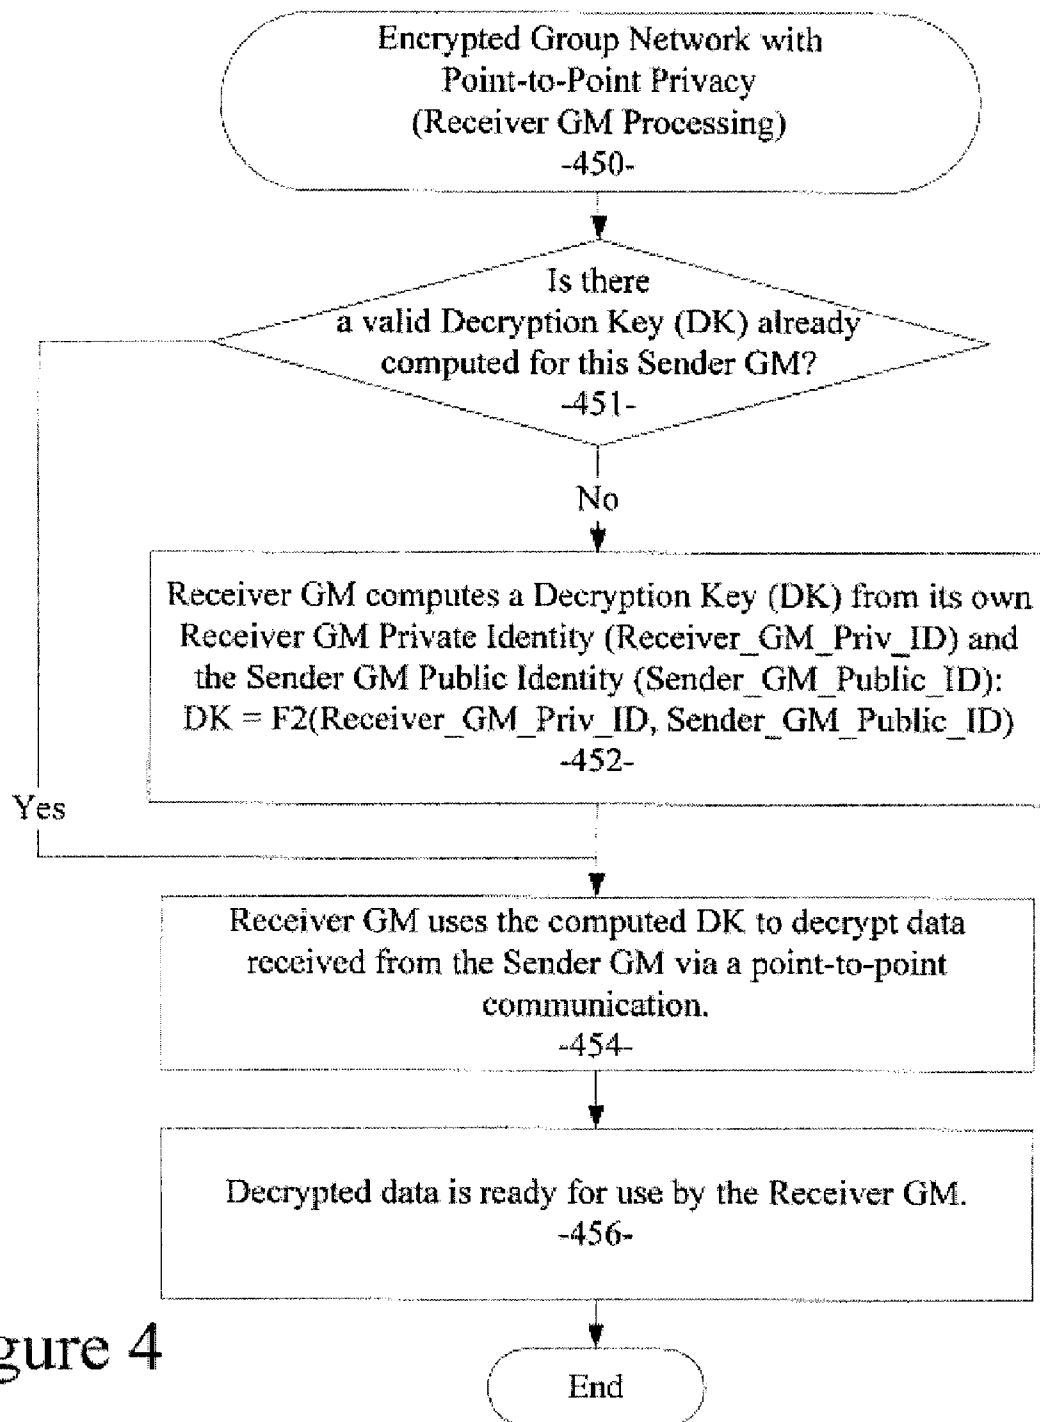 Encrypted Group Network with
Point-to-Point Privacy
(Receiver GM Processing)
-450-
Is there
a valid Decryption Key (DK) already
computed for this Sender GM?
-451-
No
Receiver GM computes a Decryption Key (DK) from its own
Receiver GM Private Identity (Receiver_GM_Priv_ID) and
the Sender GM Public Identity (Sender_GM_Public_ID):
DK = F2(Receiver_GM_Priv_ID, Sender_GM_Public_ID)
-452-
Yes
Receiver GM uses the computed DK to decrypt data
received from the Sender GM via a point-to-point
communication.
-454-
Decrypted data is ready for use by the Receiver GM.
-456-
gure 4
End